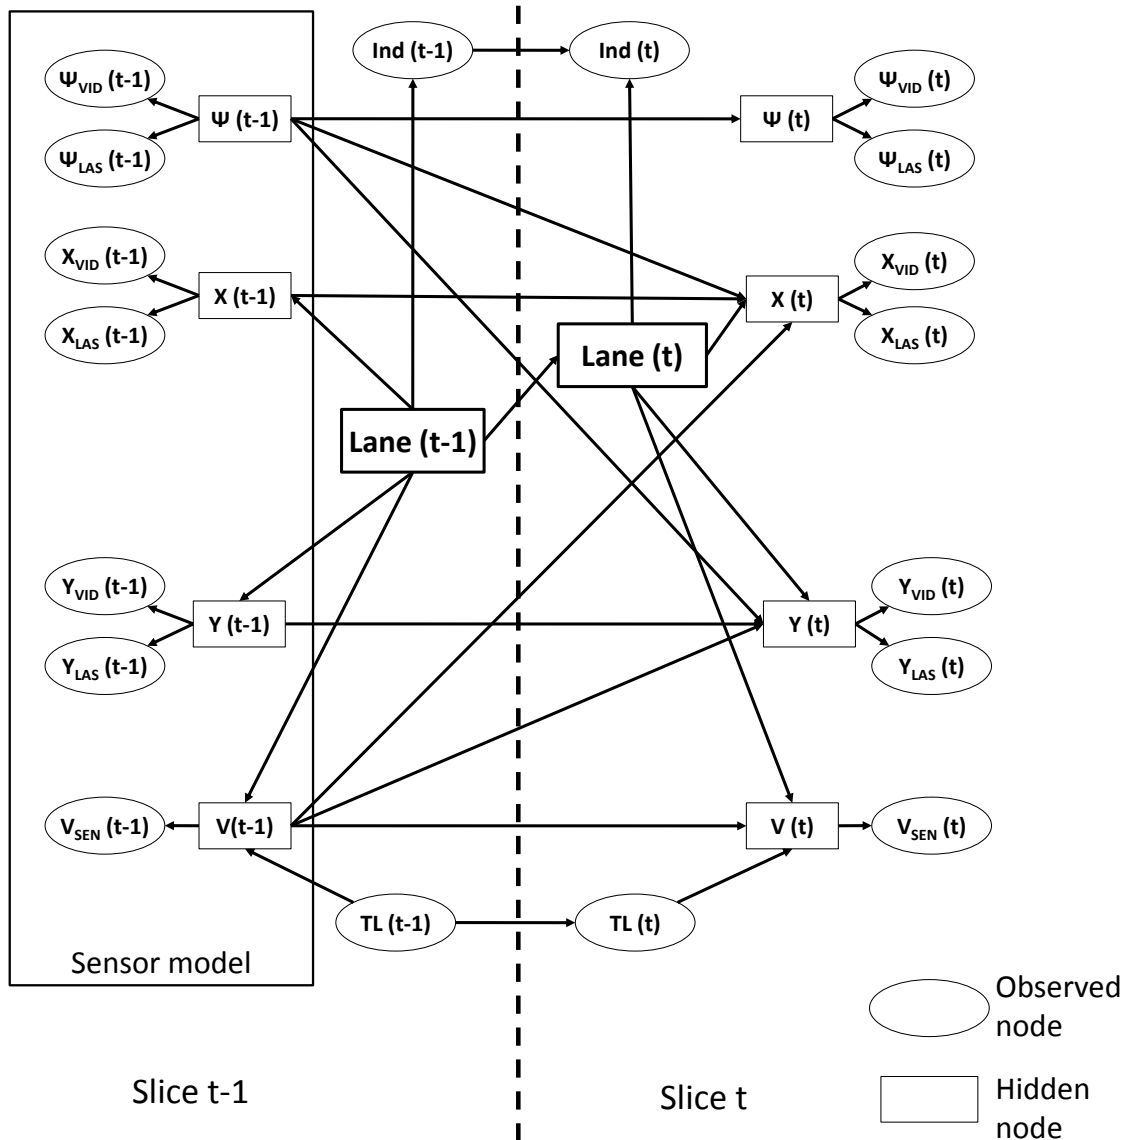 Ind (t-1)
Ind (t)
Ψ_VID (t-1)
Ψ (t-1)
Ψ_LAS (t-1)
Ψ_VID (t)
Ψ (t)
Ψ_LAS (t)
X_VID (t-1)
X (t-1)
X_LAS (t-1)
X_VID (t)
X (t)
X_LAS (t)
Lane (t)
Lane (t-1)
Y_VID (t-1)
Y (t-1)
Y_LAS (t-1)
Y_VID (t)
Y (t)
Y_LAS (t)
V_SEN (t-1)
V(t-1)
V (t)
V_SEN (t)
TL (t-1)
TL (t)
Sensor model
Observed
node
Hidden
node
Slice t-1
Slice t